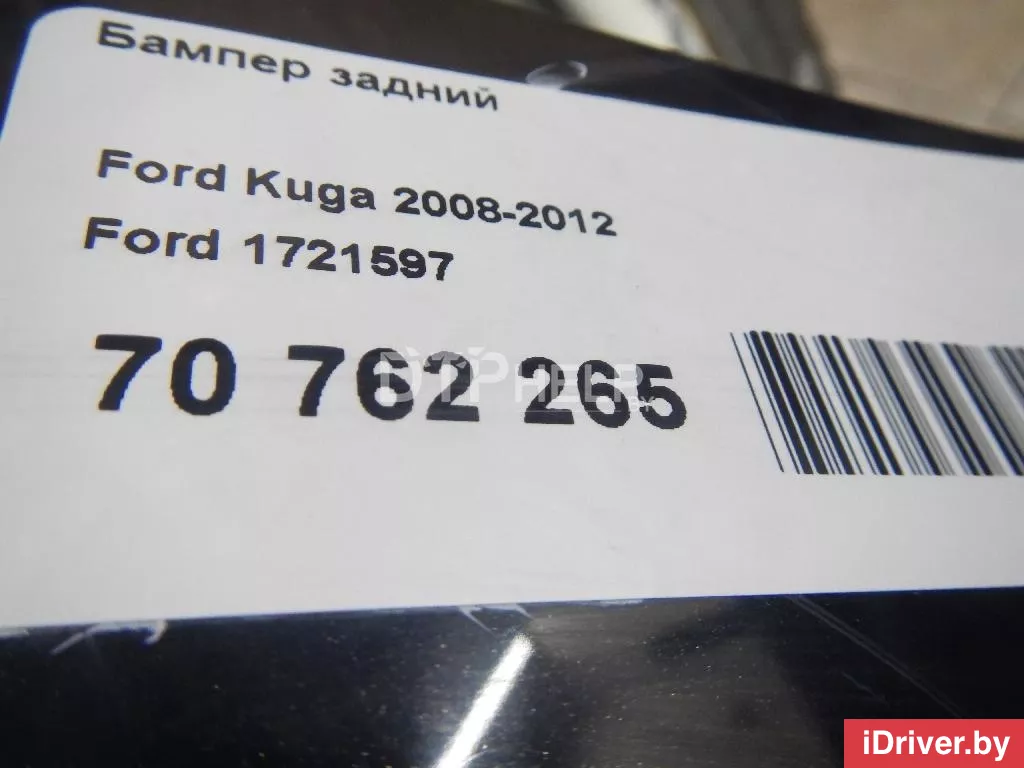 Бампер задний
Ford Kuga 2008-2012
Ford 1721597
70 762 265
iDriver.by